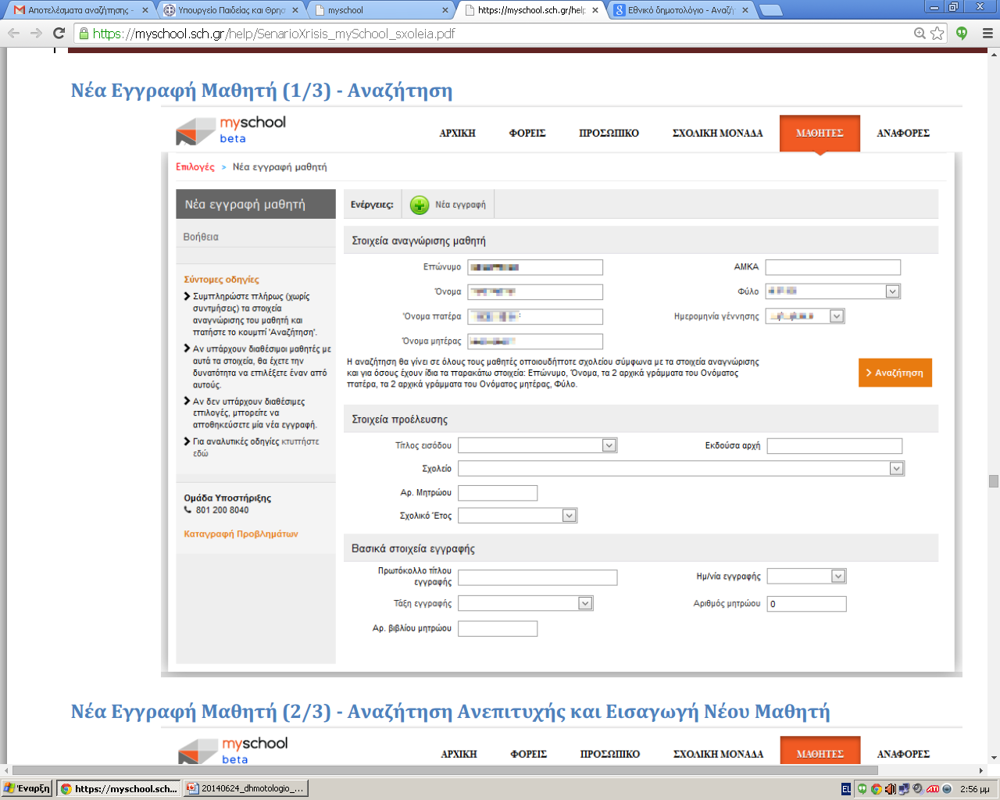 Αποτελέσματα αναζήτησης -
Υπουργείο Παιδείας και Θρησ
myschool
https://myschool.sch.gr/help
Εθνικό δημοτολόγιο - Αναζή
https://myschool.sch.gr/help/SenarioXrisis_mySchool_sxoleia.pdf
Νέα Εγγραφή Μαθητή (1/3) - Αναζήτηση
myschool
beta
ΑΡΧΙΚΗ ΦΟΡΕΙΣ ΠΡΟΣΩΠΙΚΟ ΣΧΟΛΙΚΗ ΜΟΝΑΔΑ ΜΑΘΗΤΕΣ ΑΝΑΦΟΡΕΣ
Επιλογές > Νέα εγγραφή μαθητή
Νέα εγγραφή μαθητή
Βοήθεια
Σύντομες οδηγίες
Συμπληρώστε πλήρως (χωρίς
συντμήσεις) τα στοιχεία
αναγνώρισης του μαθητή και
πατήστε το κουμπί 'Αναζήτηση'.
Αν υπάρχουν διαθέσιμοι μαθητές με
αυτά τα στοιχεία, θα έχετε την
δυνατότητα να επιλέξετε έναν από
αυτούς.
Αν δεν υπάρχουν διαθέσιμες
επιλογές, μπορείτε να
αποθηκεύσετε μία νέα εγγραφή.
Για αναλυτικές οδηγίες κτυπήστε
εδώ
Ομάδα Υποστήριξης
801 200 8040
Καταγραφή Προβλημάτων
Ενέργειες: Νέα εγγραφή
Στοιχεία αναγνώρισης μαθητή
Επώνυμο ΑΜΚΑ
Όνομα Φύλο
Όνομα πατέρα Ημερομηνία γέννησης
Όνομα μητέρας
Η αναζήτηση θα γίνει σε όλους τους μαθητές οποιουδήποτε σχολείου σύμφωνα με τα στοιχεία αναγνώρισης
και για όσους έχουν ίδια τα παρακάτω στοιχεία: Επώνυμο, Όνομα, τα 2 αρχικά γράμματα του Ονόματος
πατέρα, τα 2 αρχικά γράμματα του Ονόματος μητέρας, Φύλο.
Αναζήτηση
Στοιχεία προέλευσης
Τίτλος εισόδου Εκδούσα αρχή
Σχολείο
Αρ. Μητρώου
Σχολικό Έτος
Βασικά στοιχεία εγγραφής
Πρωτόκολλο τίτλου
εγγραφής
Ημ/νία εγγραφής
Τάξη εγγραφής Αριθμός μητρώου 0
Αρ. βιβλίου μητρώου
Νέα Εγγραφή Μαθητή (2/3) - Αναζήτηση Ανεπιτυχής και Εισαγωγή Νέου Μαθητή
myschool
beta
ΑΡΧΙΚΗ ΦΟΡΕΙΣ ΠΡΟΣΩΠΙΚΟ ΣΧΟΛΙΚΗ ΜΟΝΑΔΑ ΜΑΘΗΤΕΣ ΑΝΑΦΟΡΕΣ
Έναρξη
https://myschool.sch...
20140624_dhmotologio_...
EL
2:56 μμ